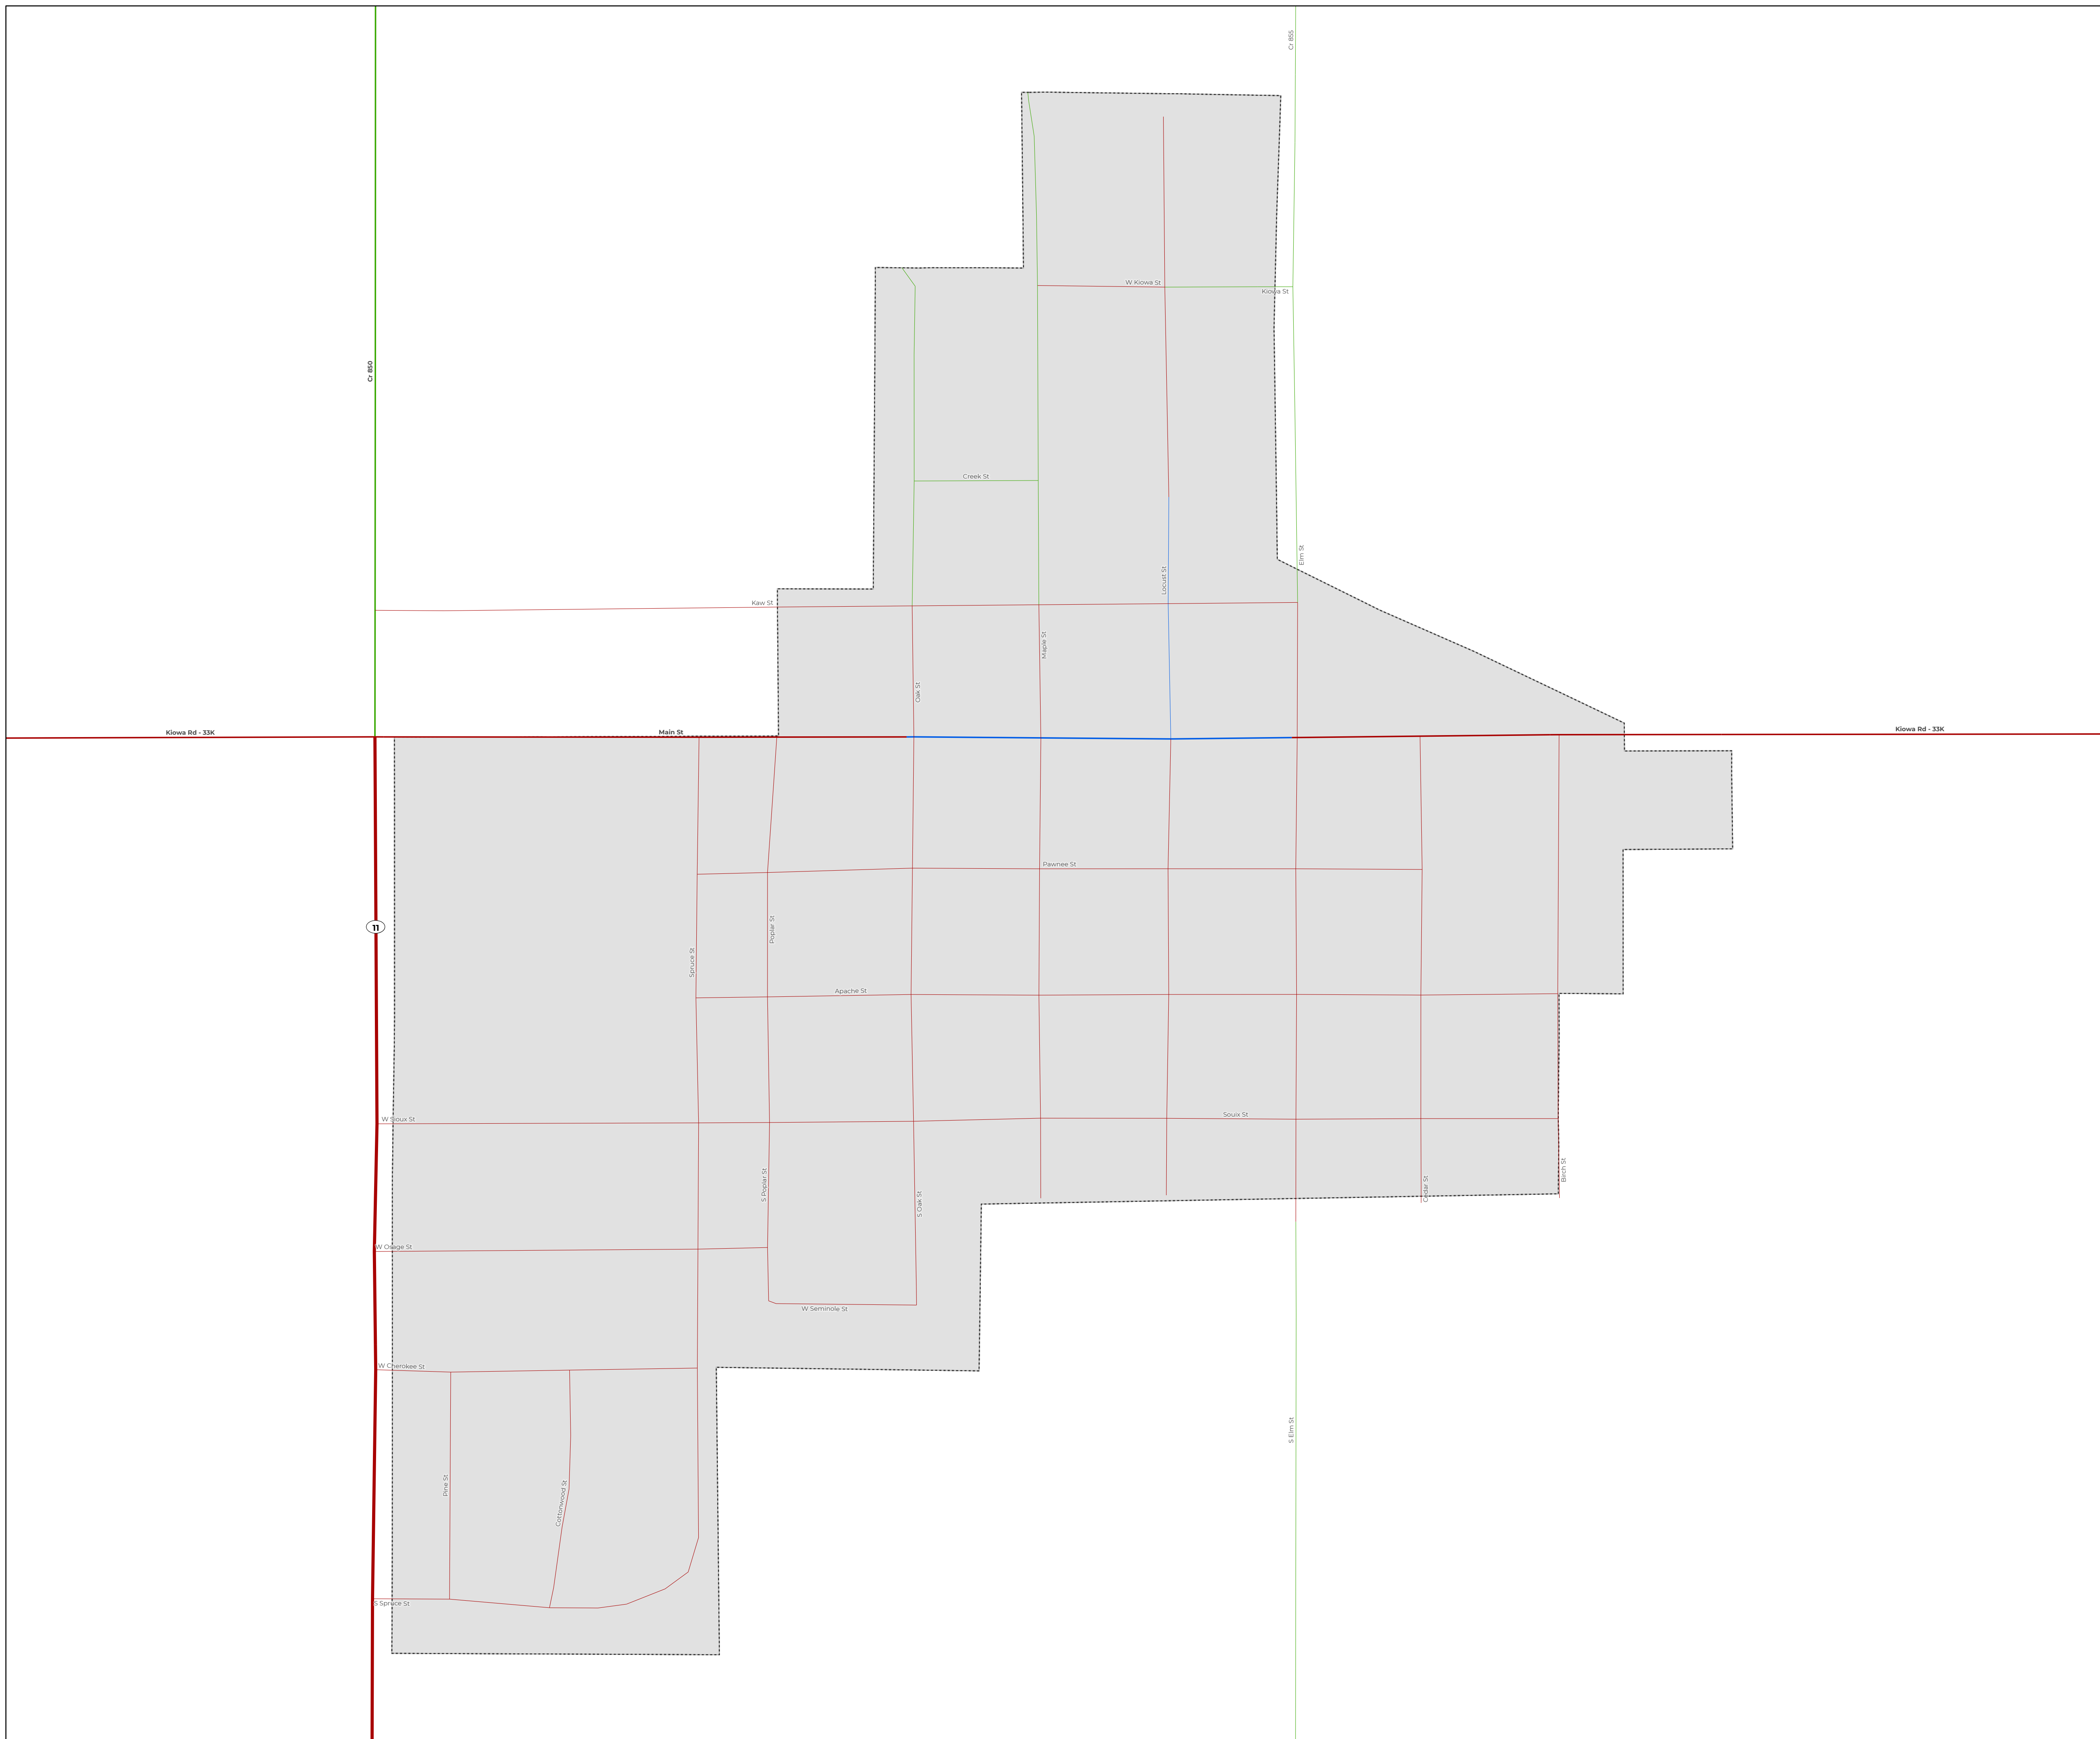 Cr 855
W Kiowa St
Kiowa St
Cr 850
Creek St
Elm St
Locust St
Kaw St
Maple St
Oak St
Kiowa Rd - 33K
Main St
Kiowa Rd - 33K
Pawnee St
11
Poplar St
Spruce St
Apache St
W Sioux St
Souix St
S Poplar St
Birch St
S Oak St
Cedar St
W Osage St
W Seminole St
W Cherokee St
S Elm St
Pine St
Cottonwood St
S Spruce St